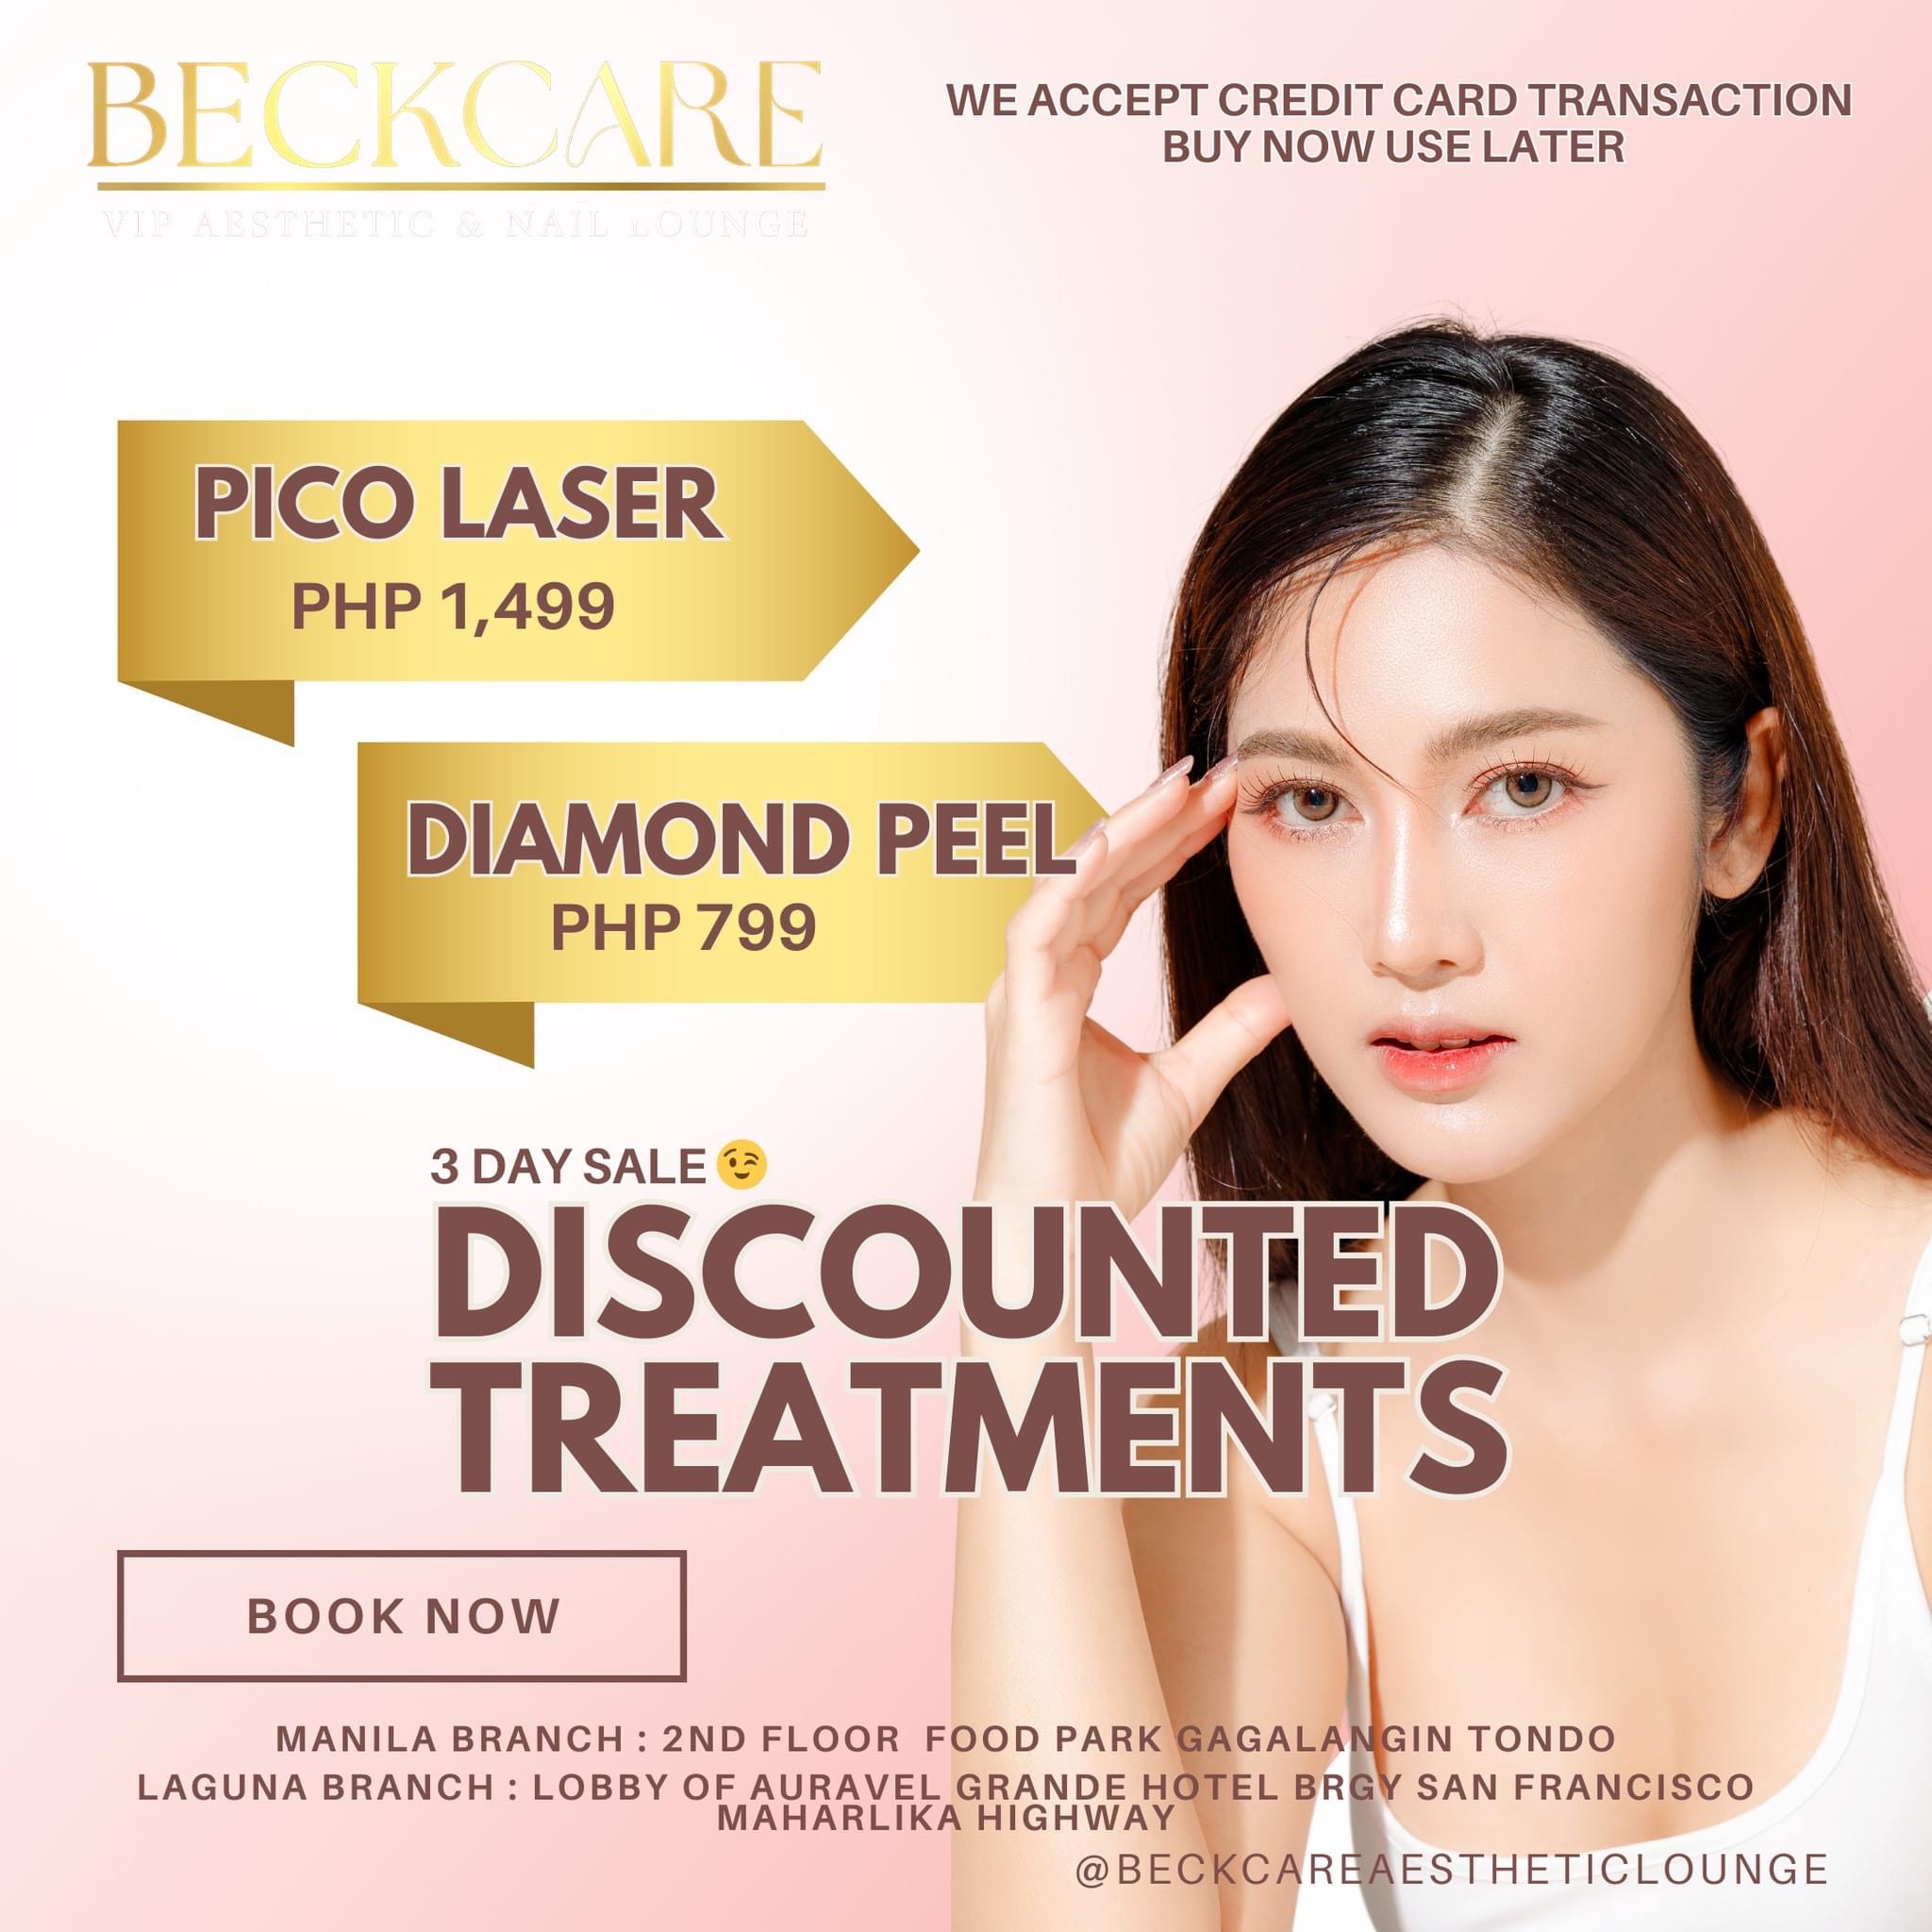 BECKCARE
VIP AESTHETIC & NAIL LOUNGE
WE ACCEPT CREDIT CARD TRANSACTION
BUY NOW USE LATER
PICO LASER
PHP 1,499
DIAMOND PEEL
PHP 799
3 DAY SALE 😉
DISCOUNTED
TREATMENTS
BOOK NOW
MANILA BRANCH : 2ND FLOOR  FOOD PARK GAGALANGIN TONDO
LAGUNA BRANCH : LOBBY OF AURAVEL GRANDE HOTEL BRGY SAN FRANCISCO
MAHARLIKA HIGHWAY
@BECKCAREAESTHETICLOUNGE